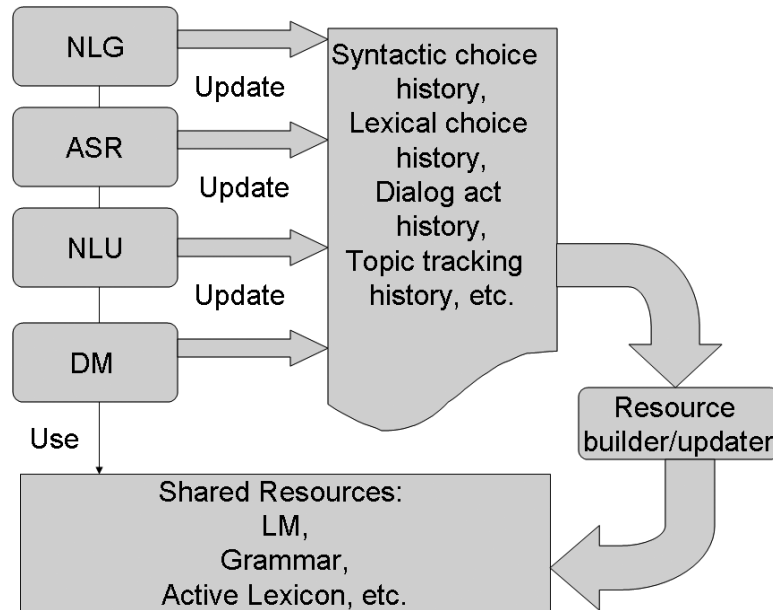 NLG
Update
ASR
Update
NLU
Update
DM
Use
Syntactic choice
history,
Lexical choice
history,
Dialog act
history,
Topic tracking
history, etc.
Resource
builder/updater
Shared Resources:
LM,
Grammar,
Active Lexicon, etc.